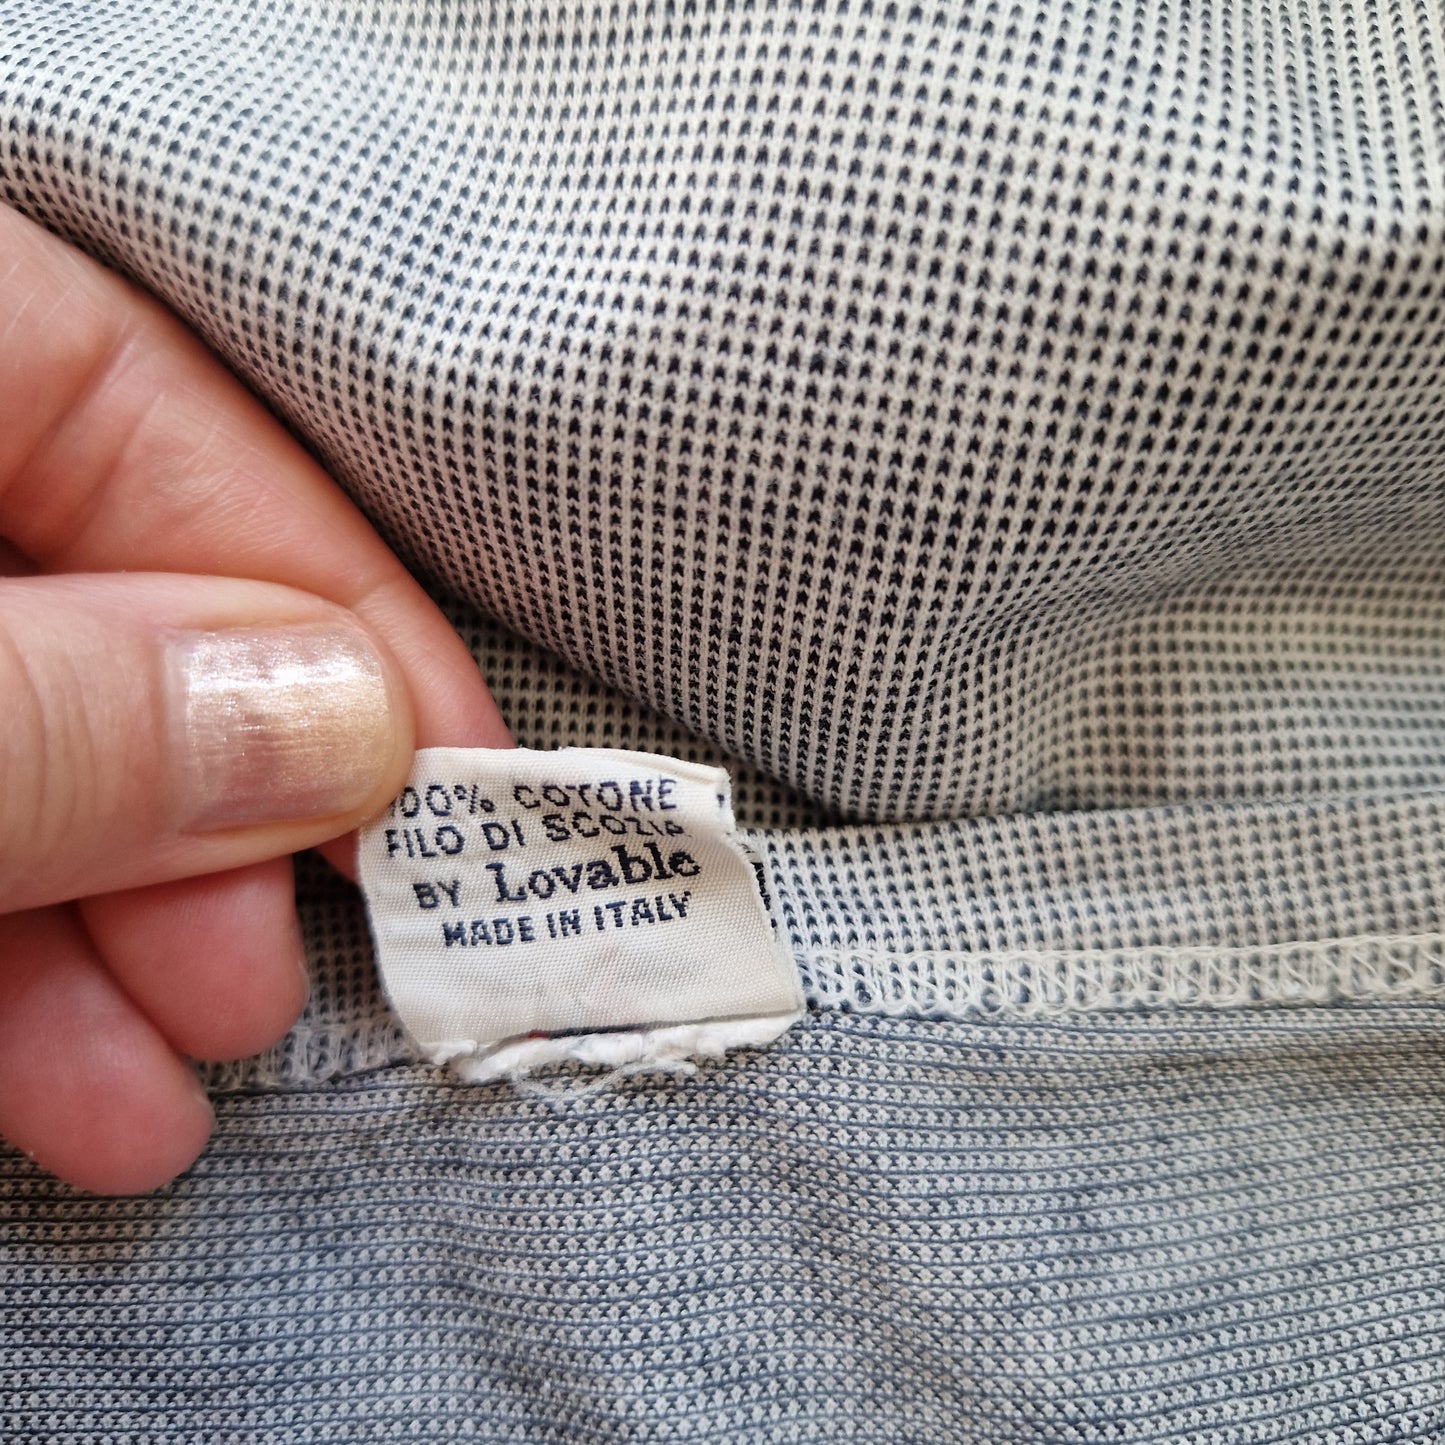 100% COTONE
FILO DI SCOZIA
BY Lovable
MADE IN ITALY